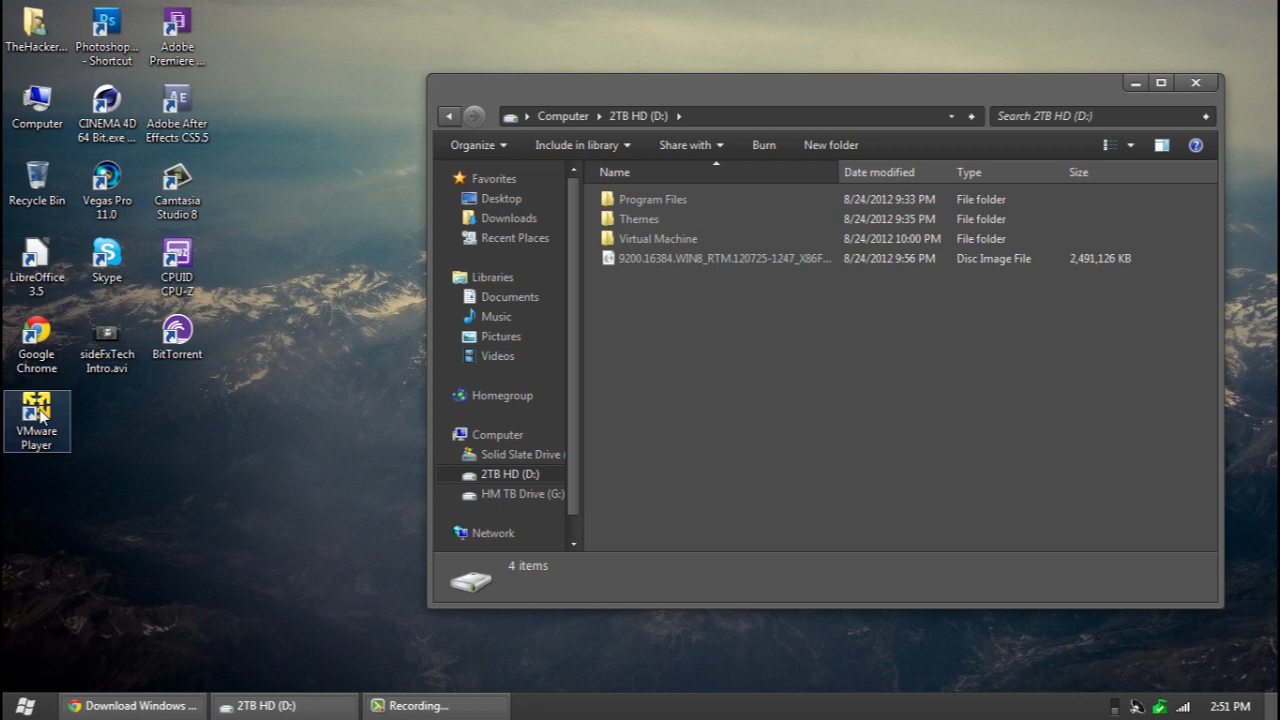 TheHacker...
Photoshop...
- Shortcut
Adobe
Premiere ...
Computer
CINEMA 4D
64 Bit.exe ...
Adobe After
Effects CS5.5
Recycle Bin
Vegas Pro
11.0
Camtasia
Studio 8
LibreOffice
3.5
Skype
CPUID
CPU-Z
Google
Chrome
sideFxTech
Intro.avi
BitTorrent
VMware
Player
Computer
2TB HD (D:)
Search 2TB HD (D:)
Organize
Include in library
Share with
Burn
New folder
Name
Date modified
Type
Size
Favorites
Desktop
Downloads
Recent Places
Libraries
Documents
Music
Pictures
Videos
Homegroup
Computer
Solid Slate Drive (
2TB HD (D:)
HM TB Drive (G:)
Network
Program Files 8/24/2012 9:33 PM File folder
Themes 8/24/2012 9:35 PM File folder
Virtual Machine 8/24/2012 10:00 PM File folder
9200.16384.WIN8_RTM.120725-1247_X86F... 8/24/2012 9:56 PM Disc Image File 2,491,126 KB
4 items
Download Windows ...
2TB HD (D:)
Recording...
2:51 PM